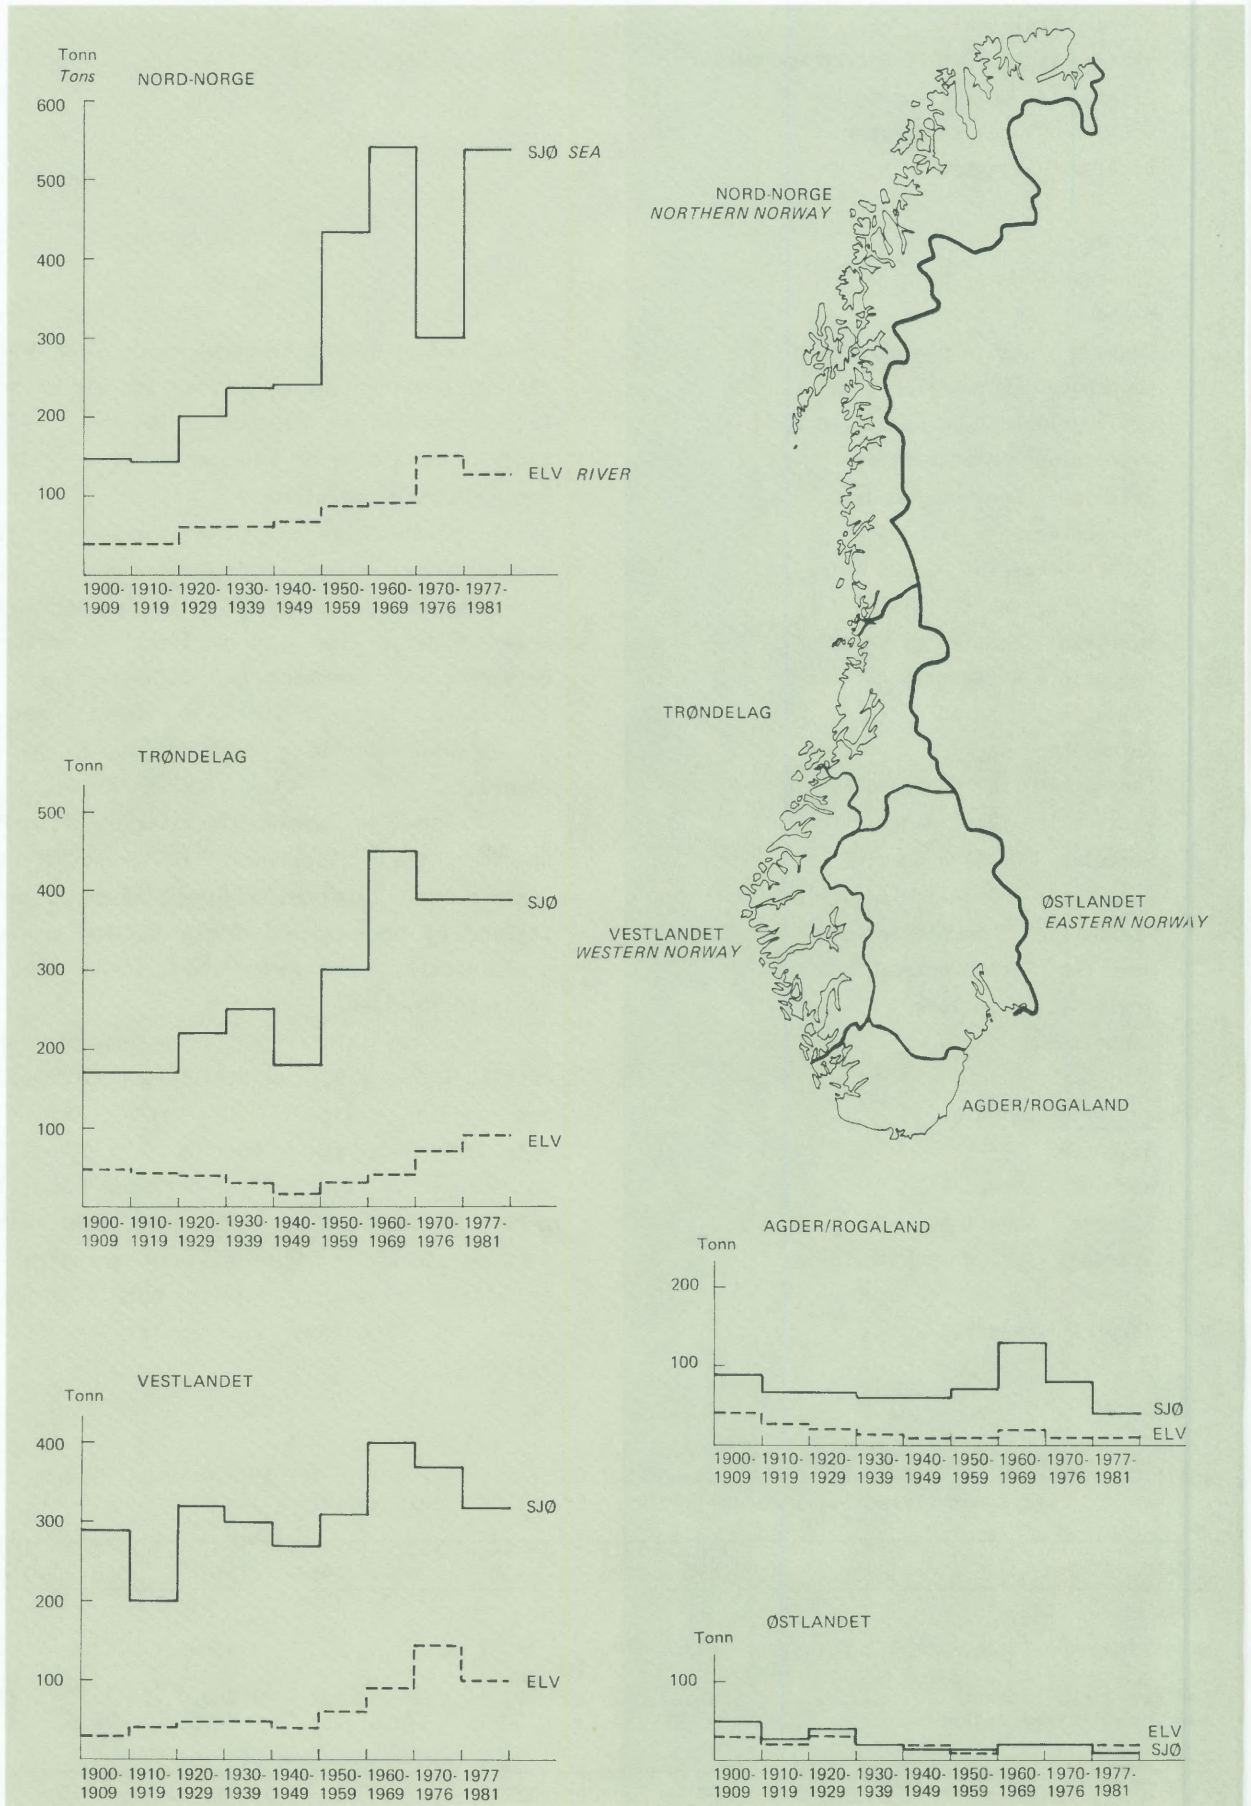 Tonn
Tons
NORD-NORGE
600
500
400
300
200
100
SJØ SEA
ELV RIVER
1900- 1910- 1920- 1930- 1940- 1950- 1960- 1970- 1977-
1909 1919 1929 1939 1949 1959 1969 1976 1981
TRØNDELAG
Tonn
500
400
300
200
100
SJØ
ELV
1900- 1910- 1920- 1930- 1940- 1950- 1960- 1970- 1977-
1909 1919 1929 1939 1949 1959 1969 1976 1981
VESTLANDET
Tonn
400
300
200
100
SJØ
ELV
1900- 1910- 1920- 1930- 1940- 1950- 1960- 1970- 1977
1909 1919 1929 1939 1949 1959 1969 1976 1981
NORD-NORGE
NORTHERN NORWAY
TRØNDELAG
ØSTLANDET
EASTERN NORWAY
VESTLANDET
WESTERN NORWAY
AGDER/ROGALAND
AGDER/ROGALAND
Tonn
200
100
SJØ
ELV
1900- 1910- 1920- 1930- 1940- 1950- 1960- 1970- 1977-
1909 1919 1929 1939 1949 1959 1969 1976 1981
ØSTLANDET
Tonn
100
ELV
SJØ
1900- 1910- 1920- 1930- 1940- 1950- 1960- 1970- 1977-
1909 1919 1929 1939 1949 1959 1969 1976 1981